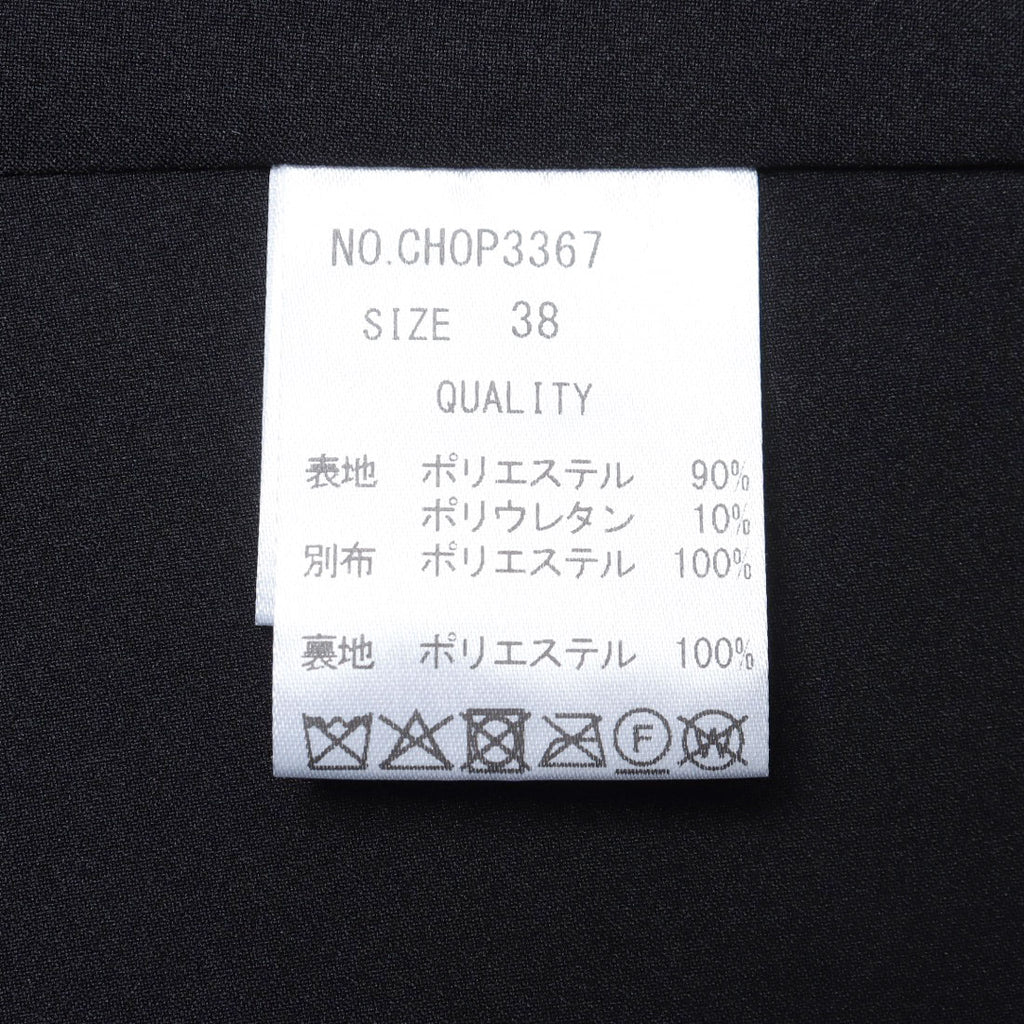 NO.CHOP3367
SIZE 38
QUALITY
表地 ポリエステル 90%
ポリウレタン 10%
別布 ポリエステル 100%
裏地 ポリエステル 100%
F W